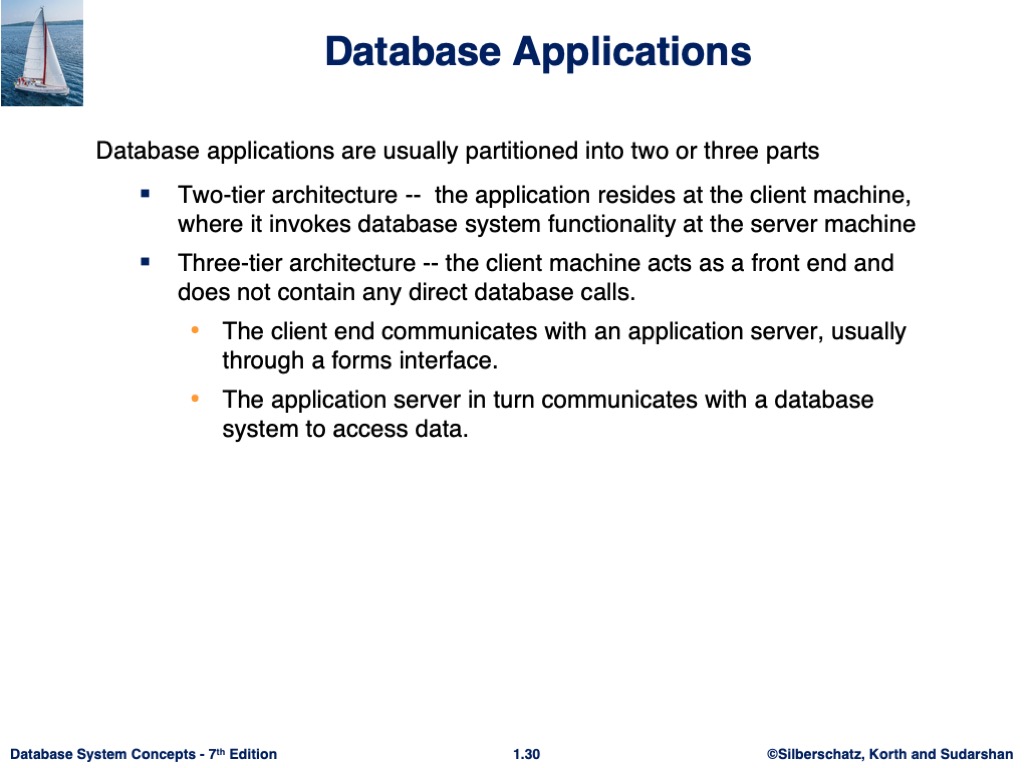 Database Applications
Database applications are usually partitioned into two or three parts
▪ Two-tier architecture --  the application resides at the client machine,
where it invokes database system functionality at the server machine
▪ Three-tier architecture -- the client machine acts as a front end and
does not contain any direct database calls.
• The client end communicates with an application server, usually
through a forms interface.
• The application server in turn communicates with a database
system to access data.
Database System Concepts - 7th Edition
1.30
©Silberschatz, Korth and Sudarshan